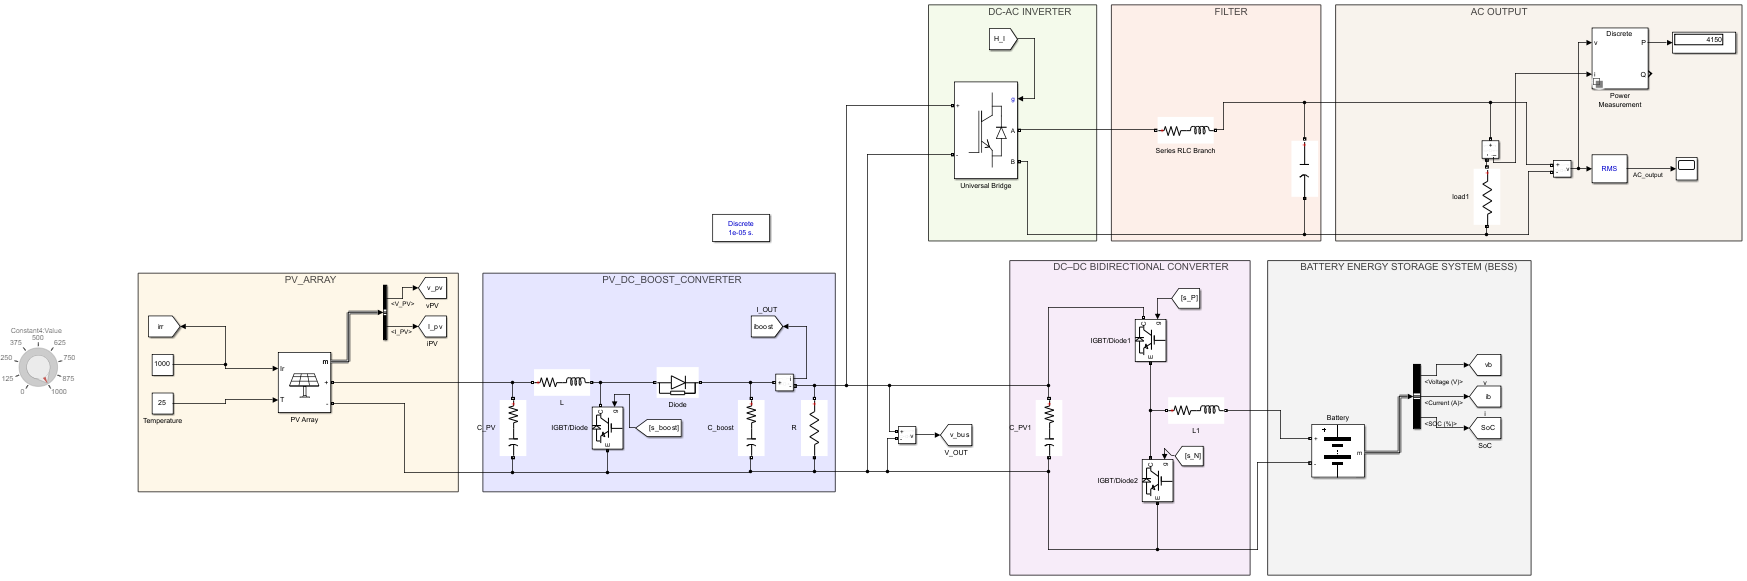 DC-AC INVERTER
H_I
g
+
A
-
B
Universal Bridge
FILTER
Series RLC Branch
AC OUTPUT
Discrete
v
P
I
Q
Power
Measurement
4150
+
-
i
load1
+
-
v
RMS
AC_output
Discrete
1e-05 s.
PV_ARRAY
v_pv
<V_PV>
vPV
I_pv
<I_PV>
iPV
irr
1000
25
Temperature
Ir
T
m
+
-
PV Array
Constant4:Value
0
125
250
375
500
625
750
875
1000
PV_DC_BOOST_CONVERTER
I_OUT
iboost
C_PV
L
g
C
E
IGBT/Diode
[s_boost]
Diode
C_boost
i
+
-
R
+
-
v
v_bus
V_OUT
DC–DC BIDIRECTIONAL CONVERTER
[s_P]
g
C
E
IGBT/Diode1
C_PV1
L1
[s_N]
g
C
E
IGBT/Diode2
BATTERY ENERGY STORAGE SYSTEM (BESS)
Battery
+
+
-
m
<Voltage (V)>
vb
v
<Current (A)>
ib
i
<SOC (%)>
SoC
SoC